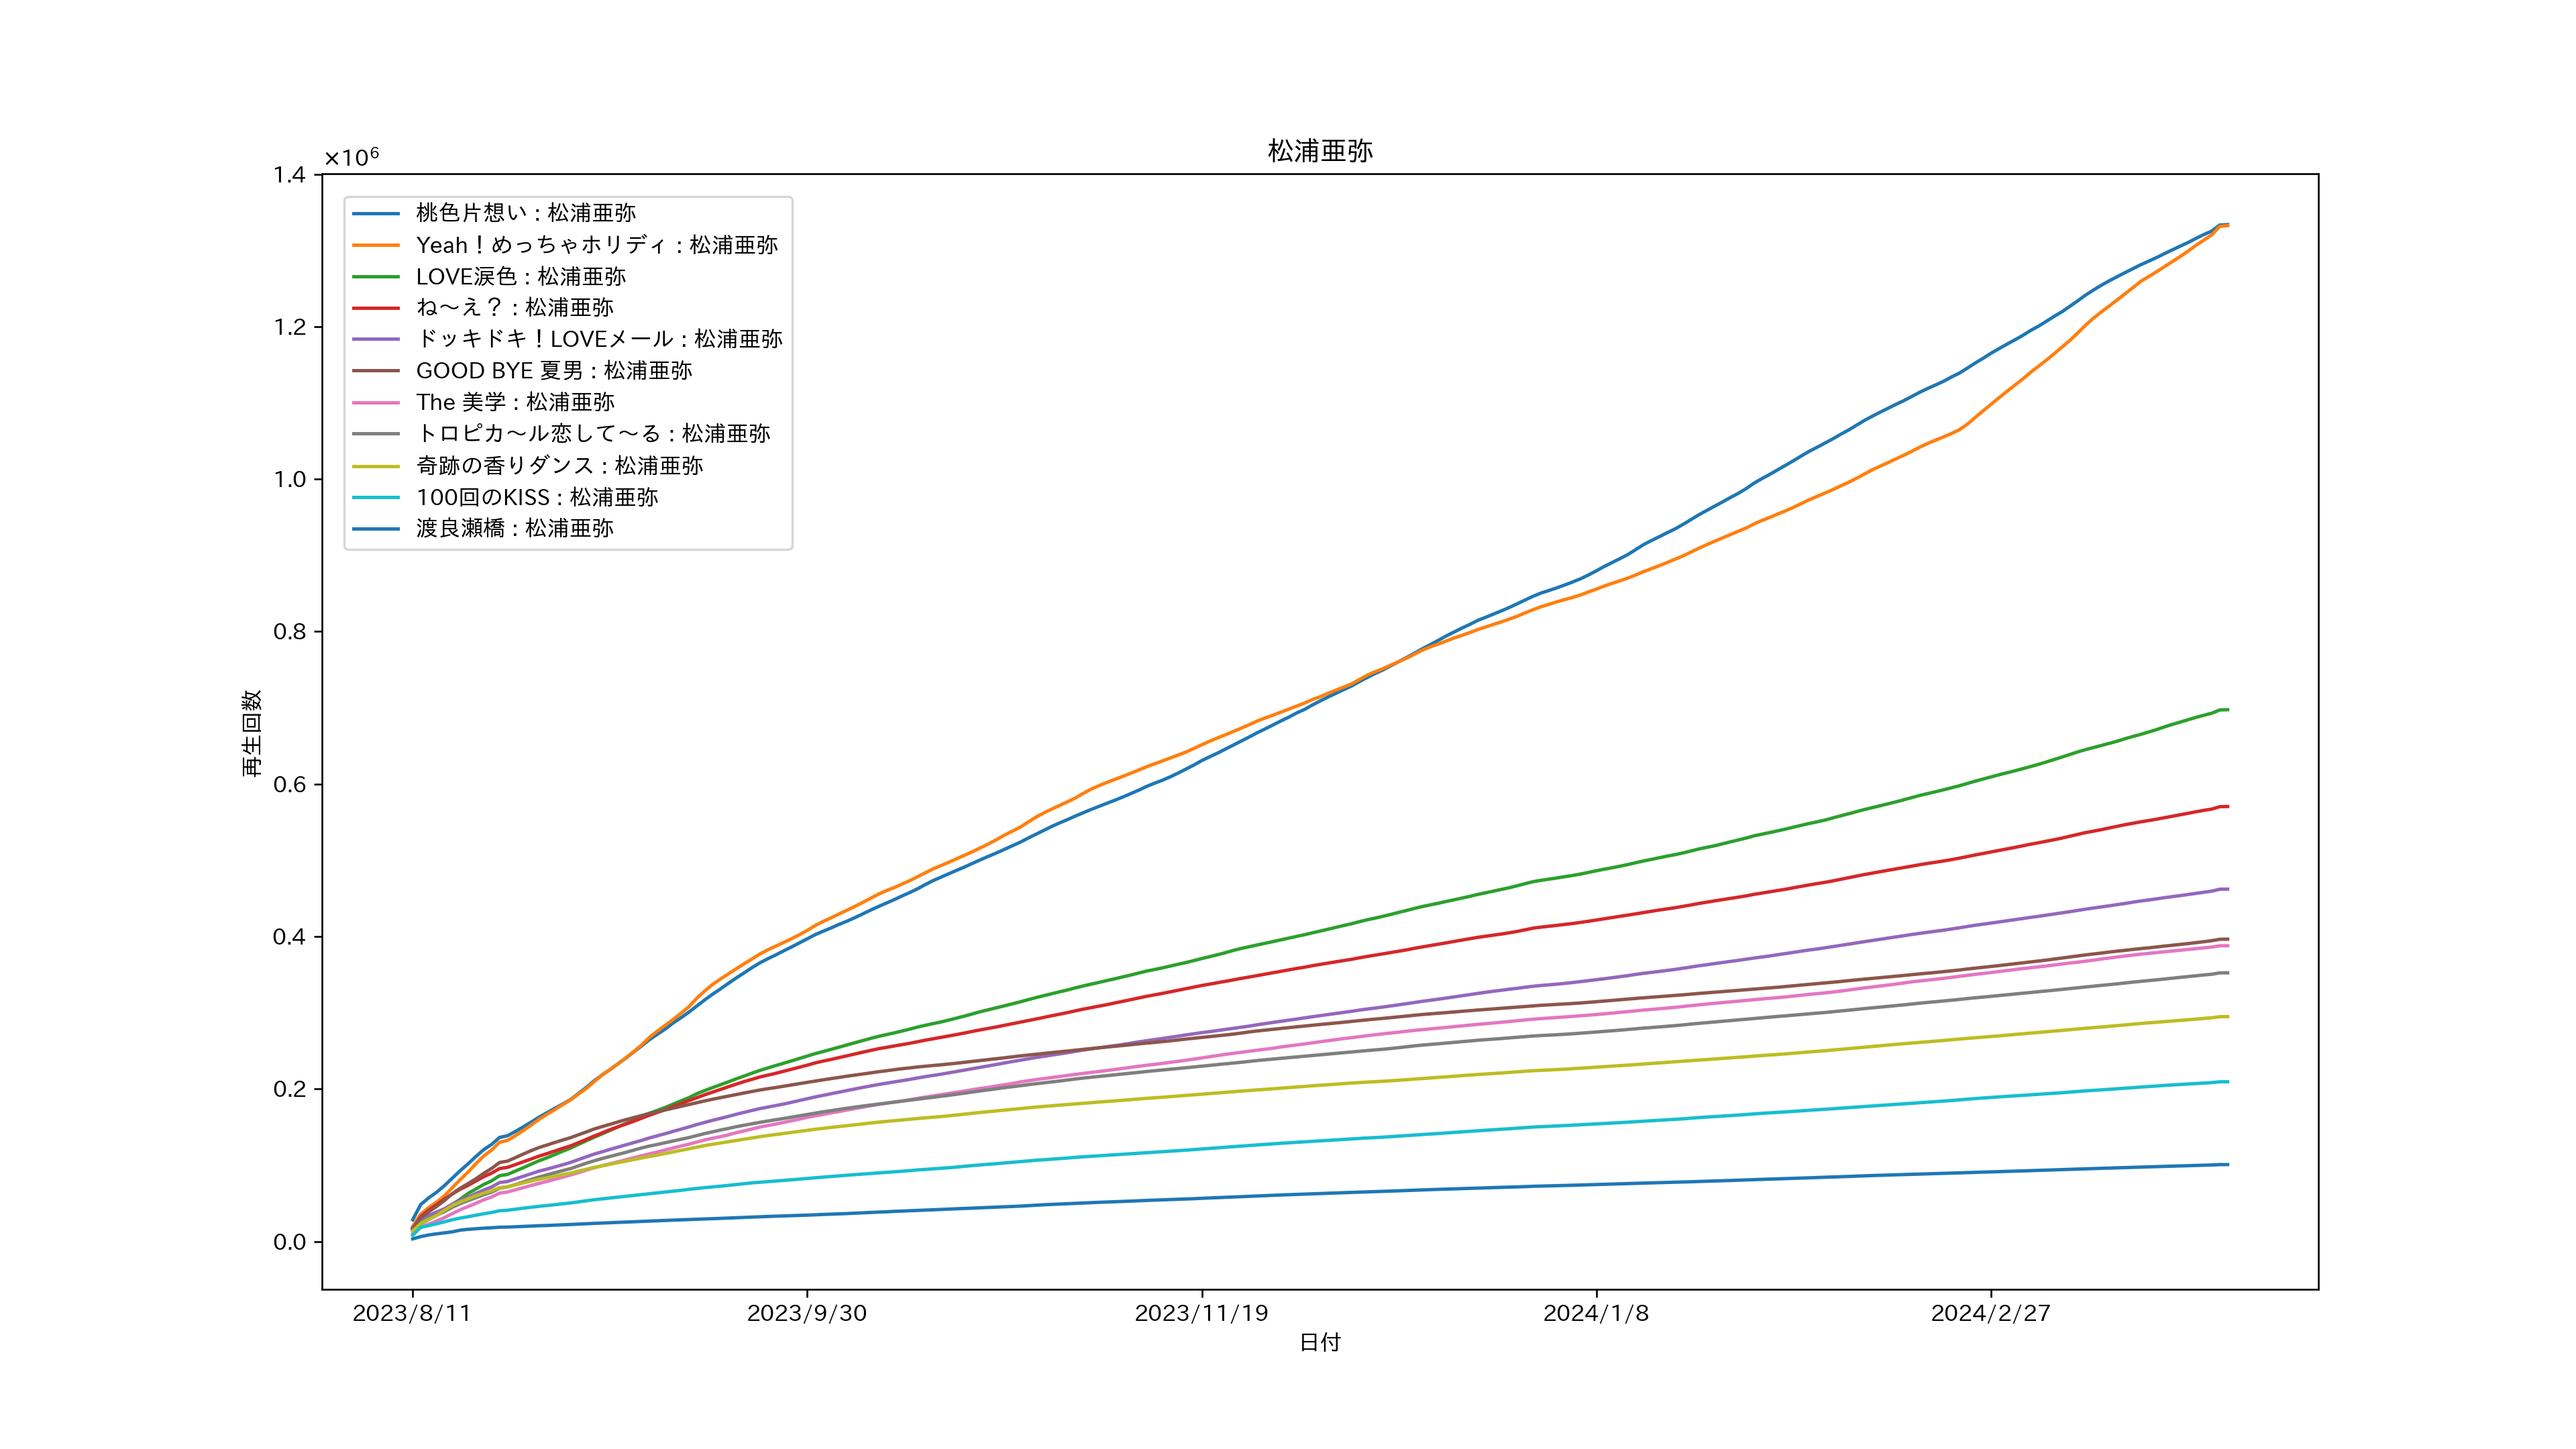 松浦亜弥
×10⁶
1.4
1.2
1.0
0.8
0.6
0.4
0.2
0.0
再生回数
桃色片想い : 松浦亜弥
Yeah！めっちゃホリディ : 松浦亜弥
LOVE涙色 : 松浦亜弥
ね～え？ : 松浦亜弥
ドッキドキ！LOVEメール : 松浦亜弥
GOOD BYE 夏男 : 松浦亜弥
The 美学 : 松浦亜弥
トロピカ～ル恋して～る : 松浦亜弥
奇跡の香りダンス : 松浦亜弥
100回のKISS : 松浦亜弥
渡良瀬橋 : 松浦亜弥
2023/8/11
2023/9/30
2023/11/19
2024/1/8
2024/2/27
日付